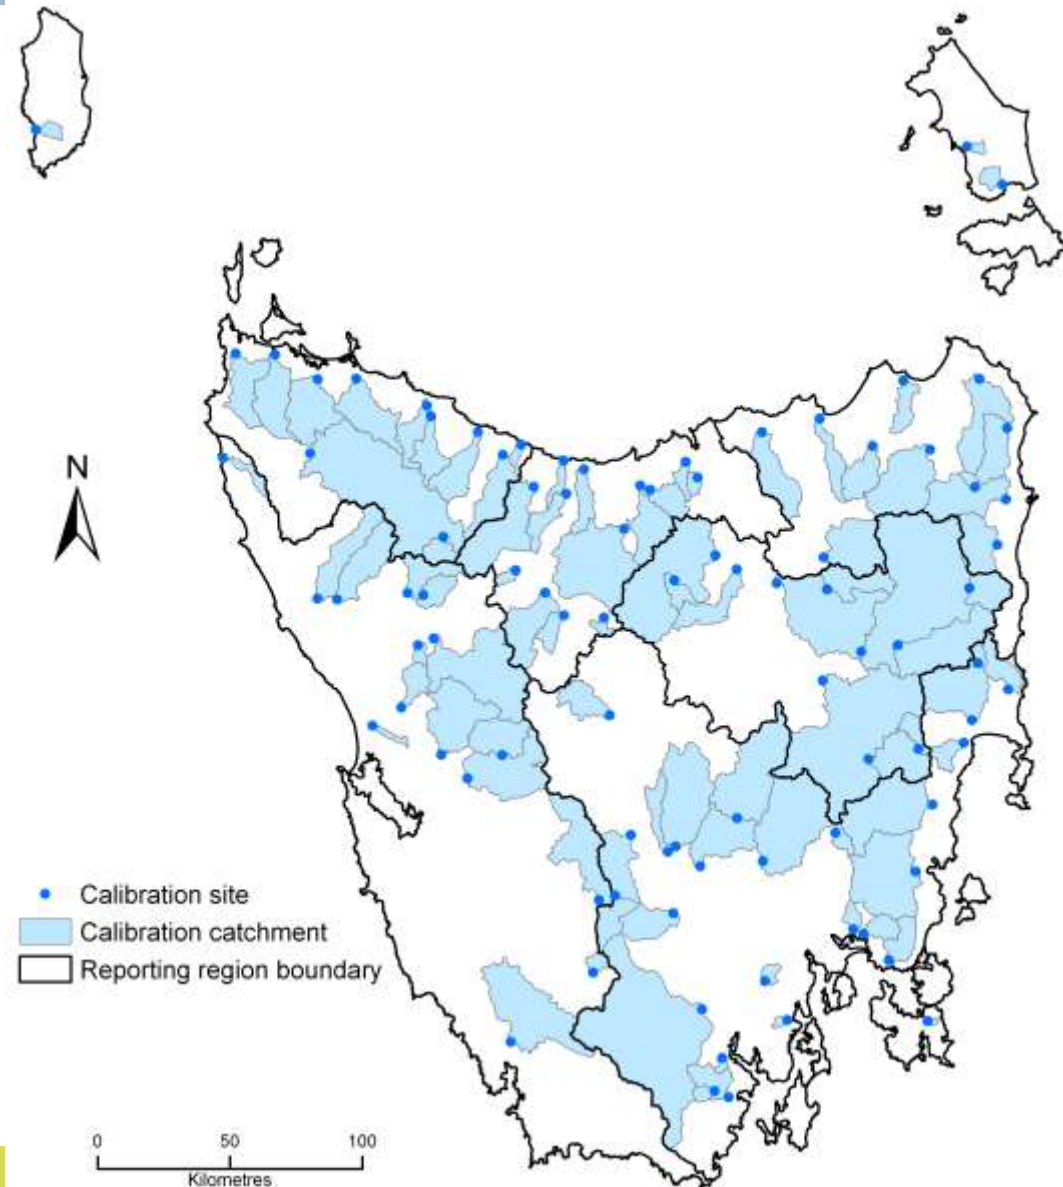 N
Calibration site
Calibration catchment
Reporting region boundary
0 50 100
Kilometres